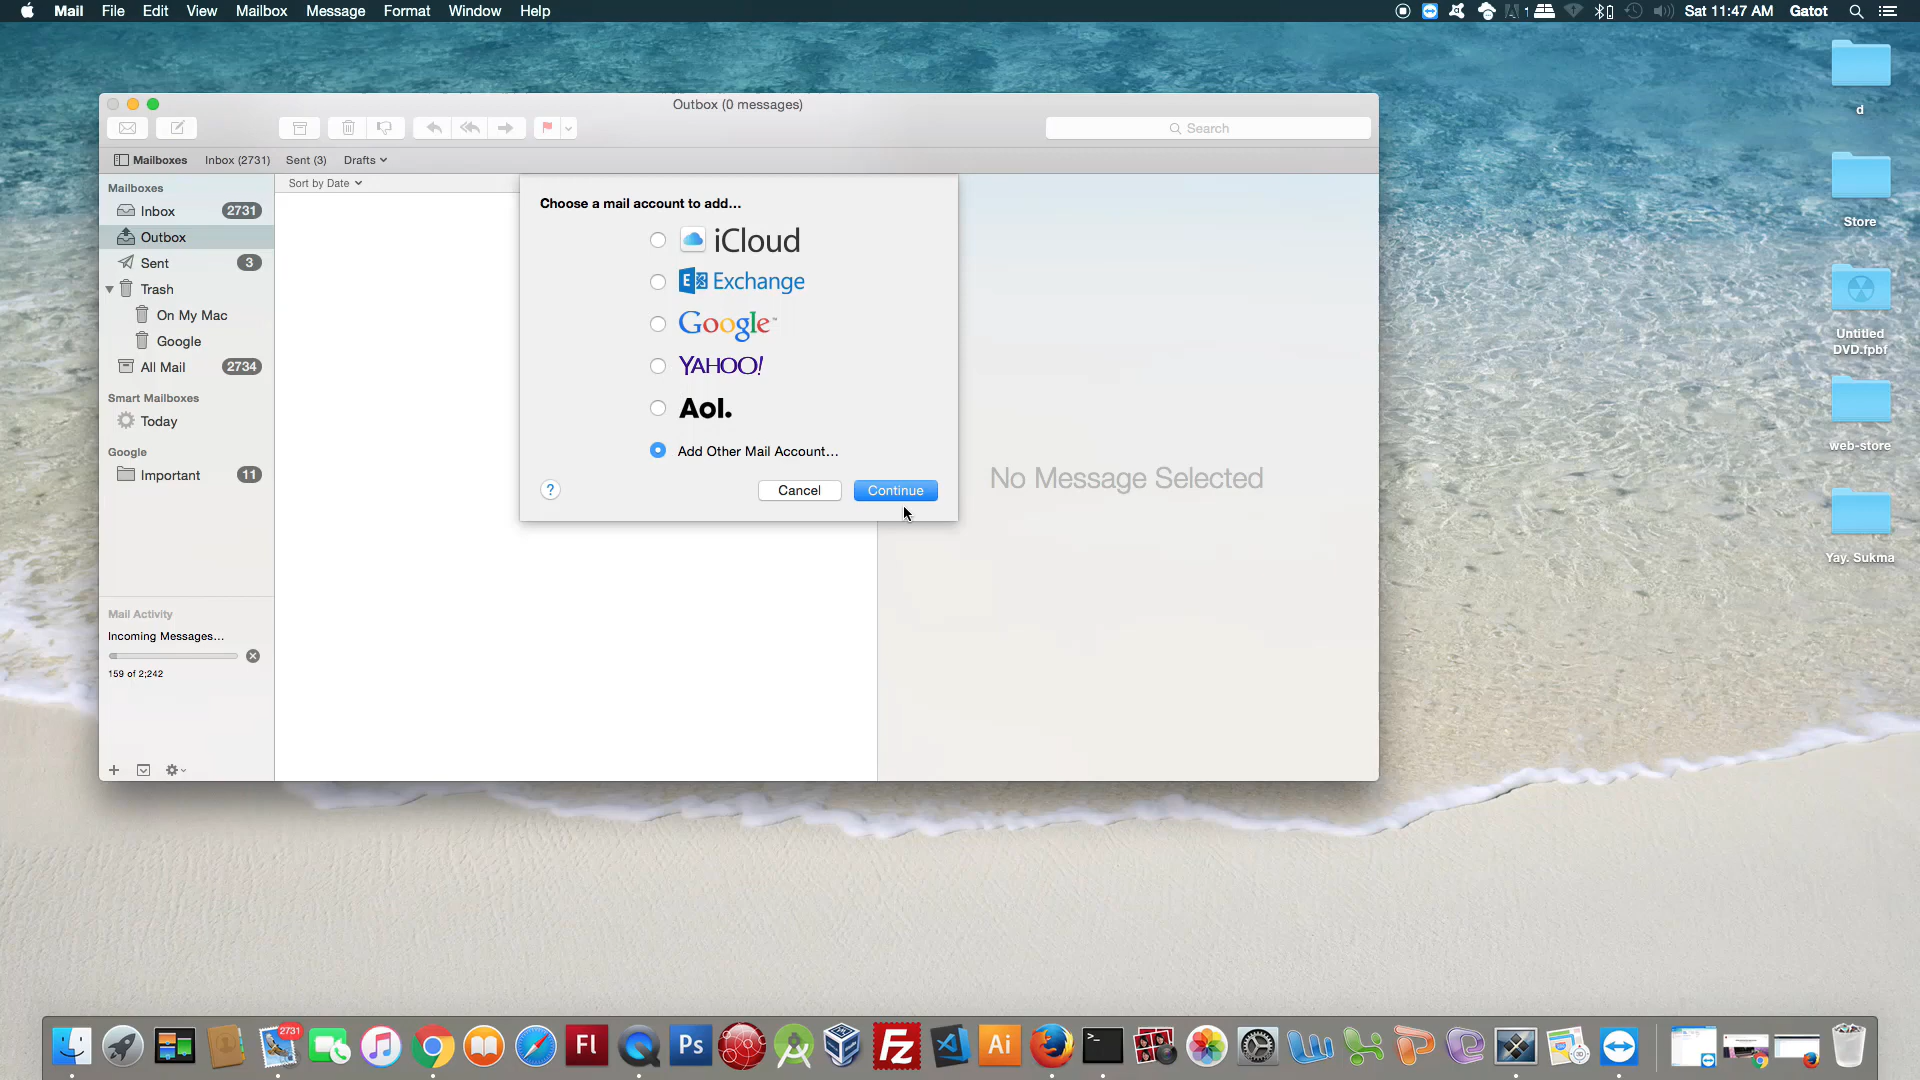 Mail File Edit View Mailbox Message Format Window Help
1 Sat 11:47 AM Gatot
Outbox (0 messages)
Search
Mailboxes Inbox (2731) Sent (3) Drafts
Mailboxes
Inbox 2731
Outbox
Sent 3
Trash
On My Mac
Google
All Mail 2734
Smart Mailboxes
Today
Google
Important 11
Sort by Date
Choose a mail account to add...
iCloud
E Exchange
Google™
YAHOO!
Aol.
Add Other Mail Account...
? Cancel Continue
No Message Selected
Mail Activity
Incoming Messages...
159 of 2;242
d
Store
Untitled
DVD.fpbf
web-store
Yay. Sukma
2731
Fl
Ps
Fz
Ai